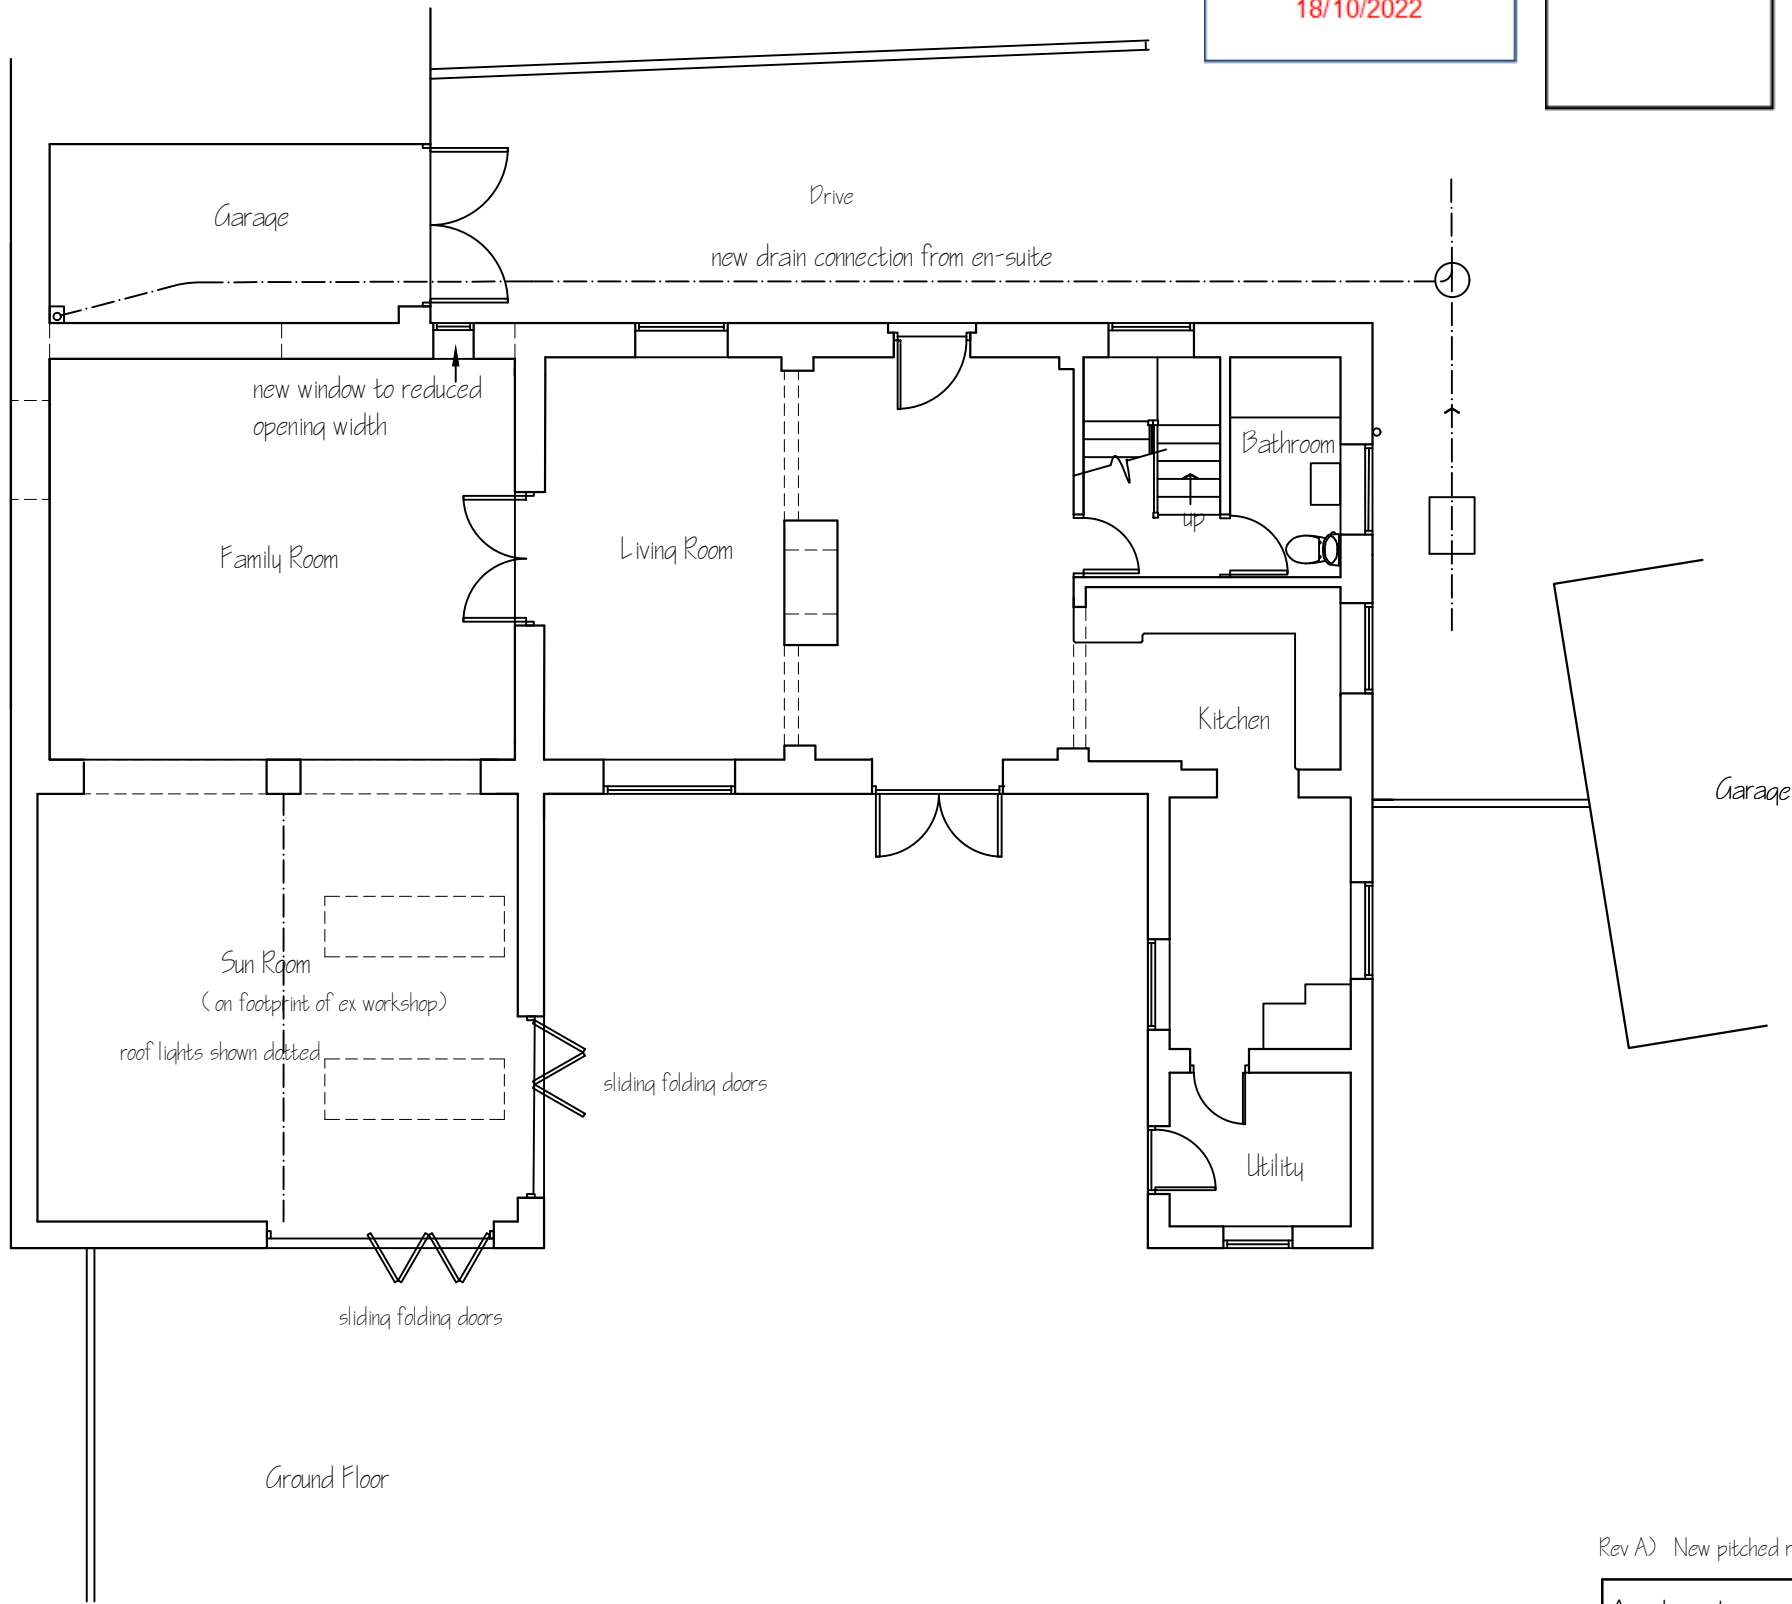 18/10/2022
Drive
Garage
new drain connection from en-suite
new window to reduced
opening width
Bathroom
up
Family Room
Living Room
Kitchen
Garage
Sun Room
( on footprint of ex workshop)
roof lights shown dotted
sliding folding doors
Utility
sliding folding doors
Ground Floor
Rev A) New pitched